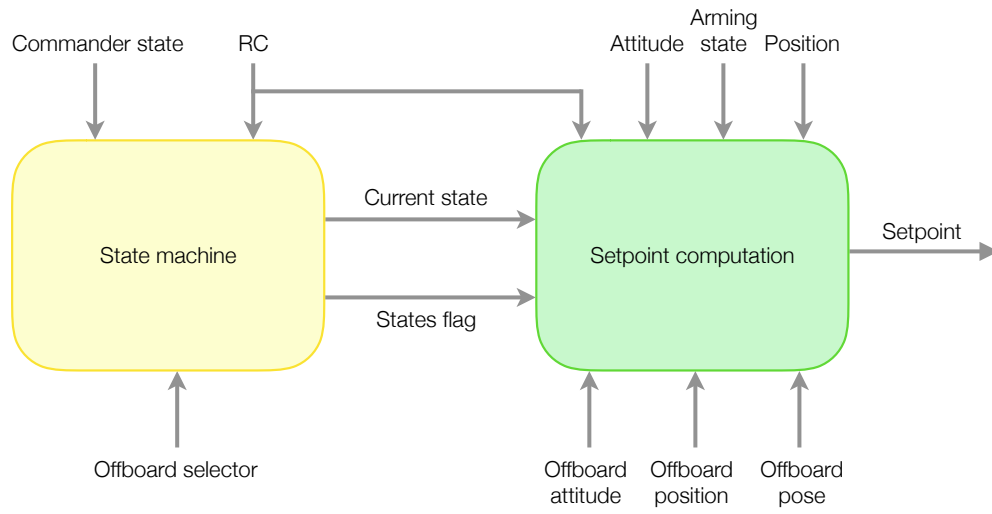 Commander state
RC
Attitude
Arming
state
Position
Current state
State machine
Setpoint computation
Setpoint
States flag
Offboard selector
Offboard
attitude
Offboard
position
Offboard
pose